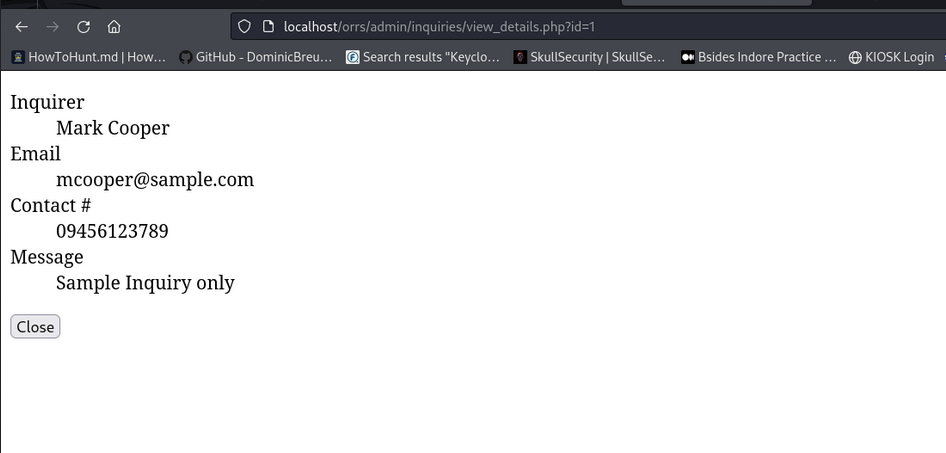 localhost/orrs/admin/inquiries/view_details.php?id=1
HowToHunt.md | How… GitHub - DominicBreu… Search results "Keyclo… SkullSecurity | SkullSe… Bsides Indore Practice … KIOSK Login
Inquirer
Mark Cooper
Email
mcooper@sample.com
Contact #
09456123789
Message
Sample Inquiry only
Close